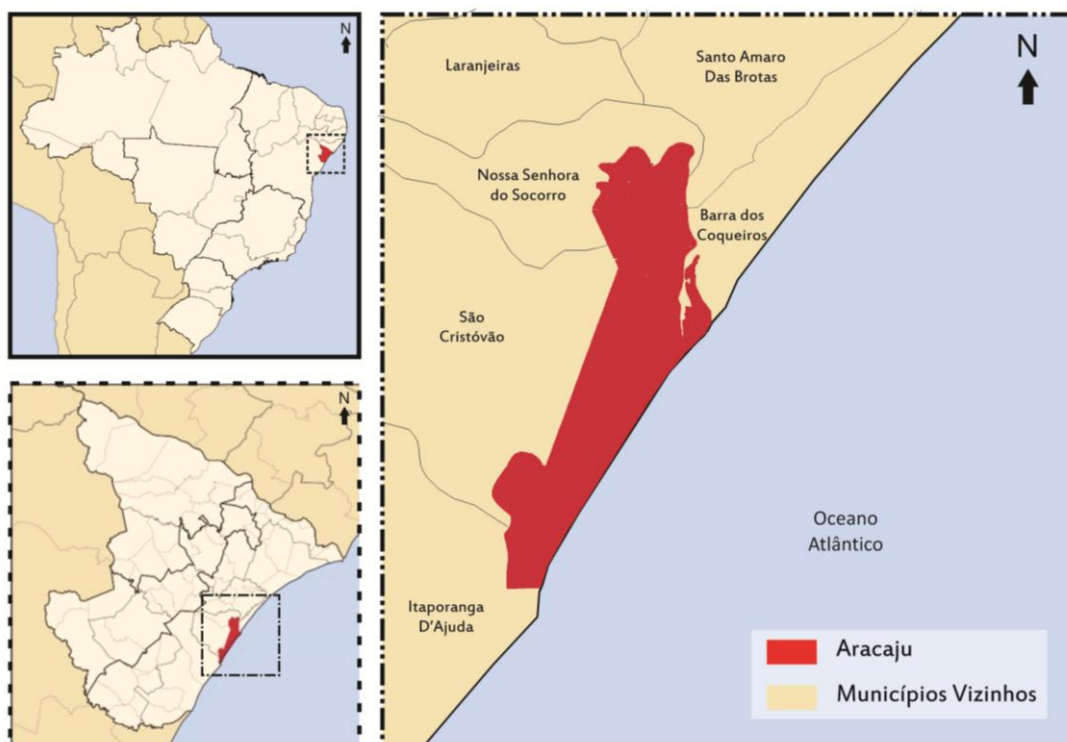 N
N
N
Laranjeiras
Santo Amaro
Das Brotas
Nossa Senhora
do Socorro
Barra dos
Coqueiros
São
Cristóvão
Oceano
Atlântico
Itaporanga
D'Ajuda
Aracaju
Municípios Vizinhos